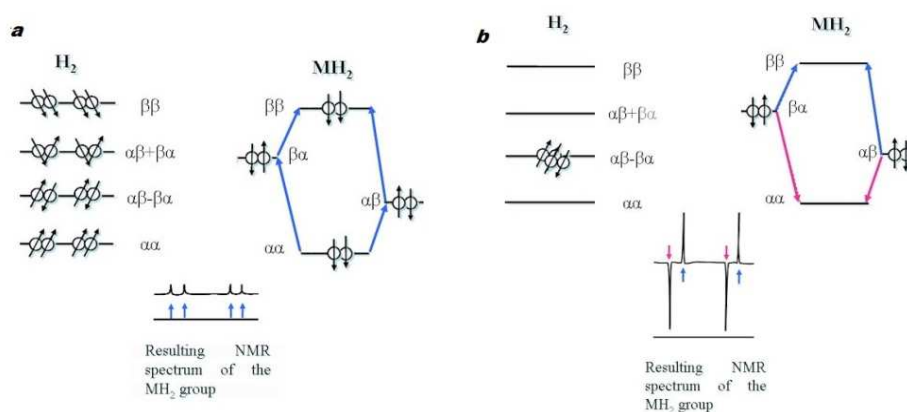 a
H₂
MH₂
ββ
αβ+βα
αβ-βα
αα
ββ
βα
αβ
αα
Resulting NMR
spectrum of the
MH₂ group
b
H₂
MH₂
ββ
αβ+βα
αβ-βα
αα
ββ
βα
αβ
αα
Resulting NMR
spectrum of the
MH₂ group